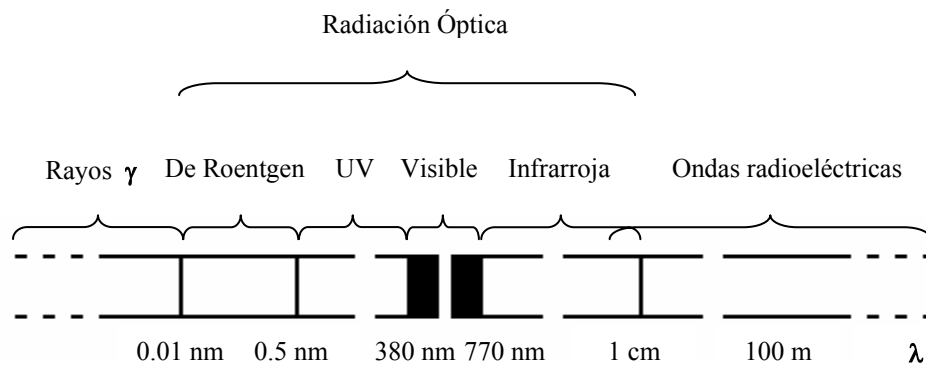 Radiación Óptica
Rayos γ De Roentgen UV Visible Infrarroja Ondas radioeléctricas
0.01 nm 0.5 nm 380 nm 770 nm 1 cm 100 m λ